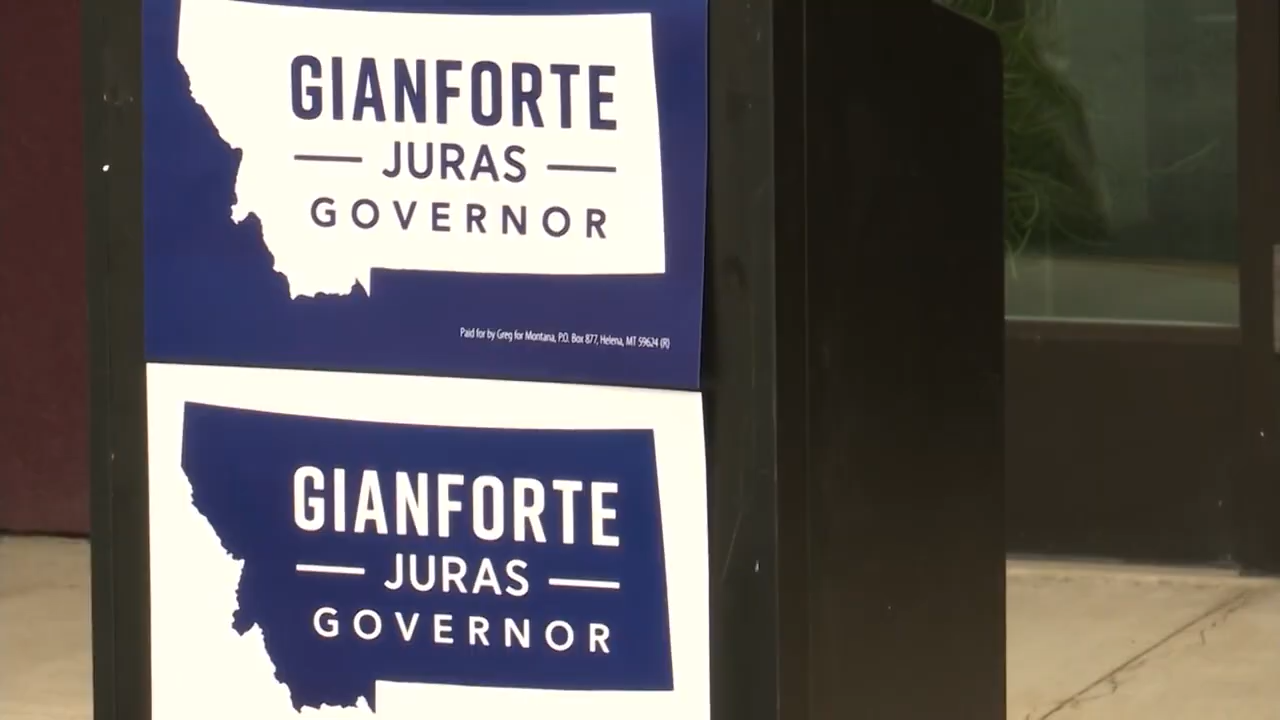 GIANFORTE
JURAS
GOVERNOR
Paid for by Greg for Montana, P.O. Box 877, Helena, MT 59624 (R)
GIANFORTE
JURAS
GOVERNOR